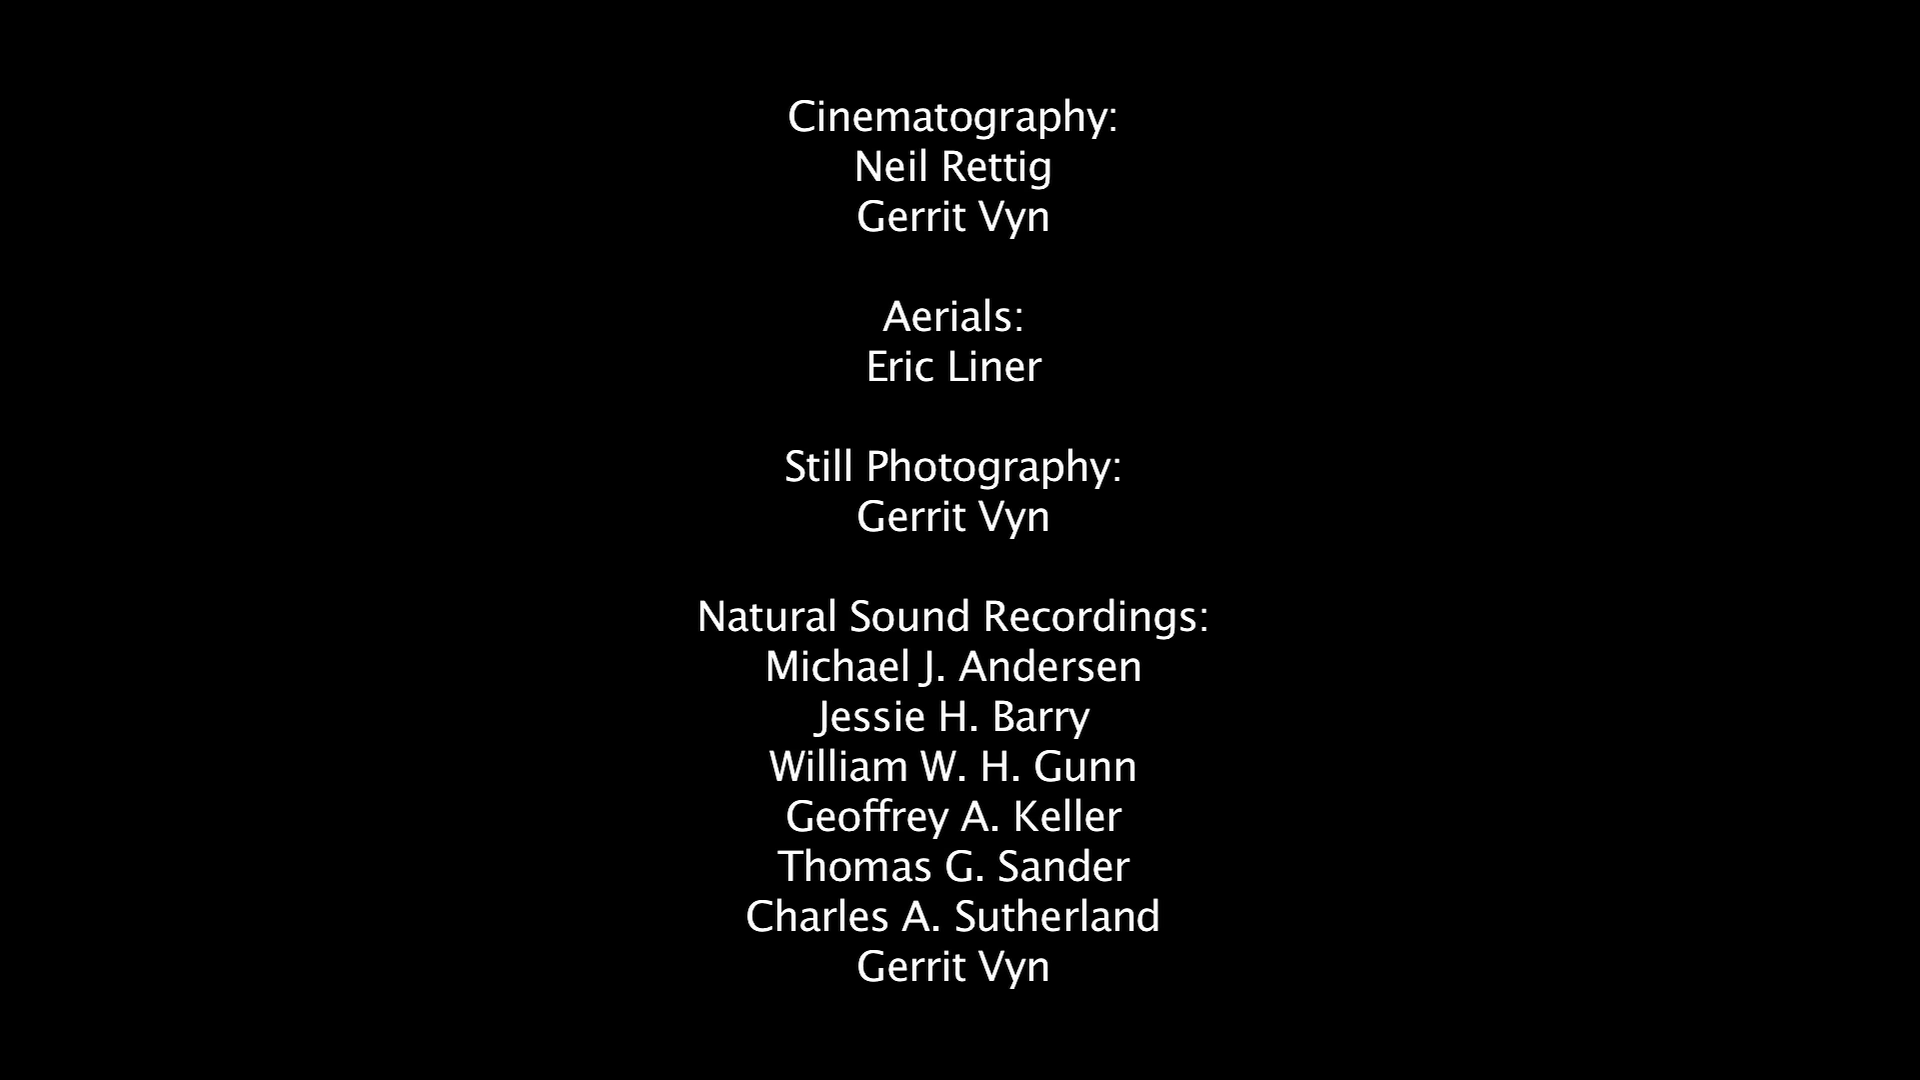 Cinematography:
Neil Rettig
Gerrit Vyn
Aerials:
Eric Liner
Still Photography:
Gerrit Vyn
Natural Sound Recordings:
Michael J. Andersen
Jessie H. Barry
William W. H. Gunn
Geoffrey A. Keller
Thomas G. Sander
Charles A. Sutherland
Gerrit Vyn